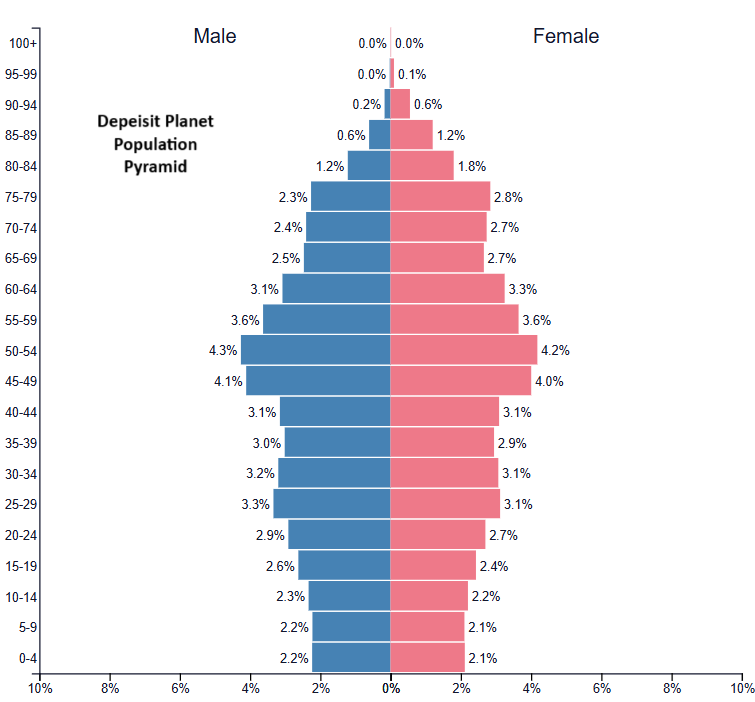 Male Female
100+ 0.0% 0.0%
95-99 0.0% 0.1%
90-94 0.2% 0.6%
Depeisit Planet
Population
Pyramid
85-89 0.6% 1.2%
80-84 1.2% 1.8%
75-79 2.3% 2.8%
70-74 2.4% 2.7%
65-69 2.5% 2.7%
60-64 3.1% 3.3%
55-59 3.6% 3.6%
50-54 4.3% 4.2%
45-49 4.1% 4.0%
40-44 3.1% 3.1%
35-39 3.0% 2.9%
30-34 3.2% 3.1%
25-29 3.3% 3.1%
20-24 2.9% 2.7%
15-19 2.6% 2.4%
10-14 2.3% 2.2%
5-9 2.2% 2.1%
0-4 2.2% 2.1%
10% 8% 6% 4% 2% 0% 2% 4% 6% 8% 10%